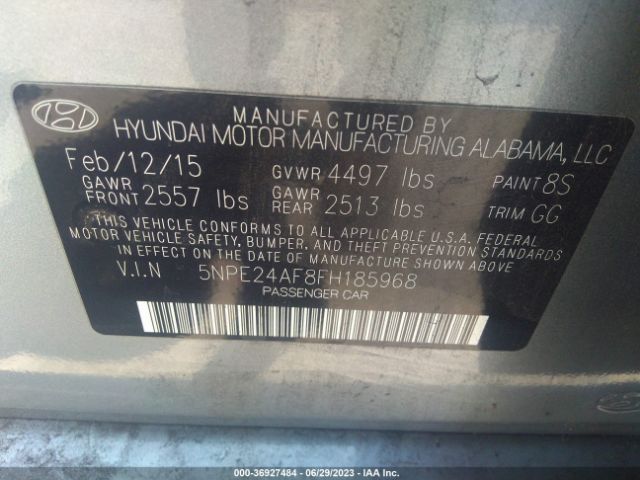 MANUFACTURED BY
HYUNDAI MOTOR MANUFACTURING ALABAMA, LLC
Feb/12/15 GVWR 4497 lbs PAINT 8S
GAWR FRONT 2557 lbs GAWR REAR 2513 lbs TRIM GG
THIS VEHICLE CONFORMS TO ALL APPLICABLE U.S.A. FEDERAL
MOTOR VEHICLE SAFETY, BUMPER, AND THEFT PREVENTION STANDARDS
IN EFFECT ON THE DATE OF MANUFACTURE SHOWN ABOVE.
V.I.N 5NPE24AF8FH185968
PASSENGER CAR
000-36927484 - 06/29/2023 - IAA Inc.